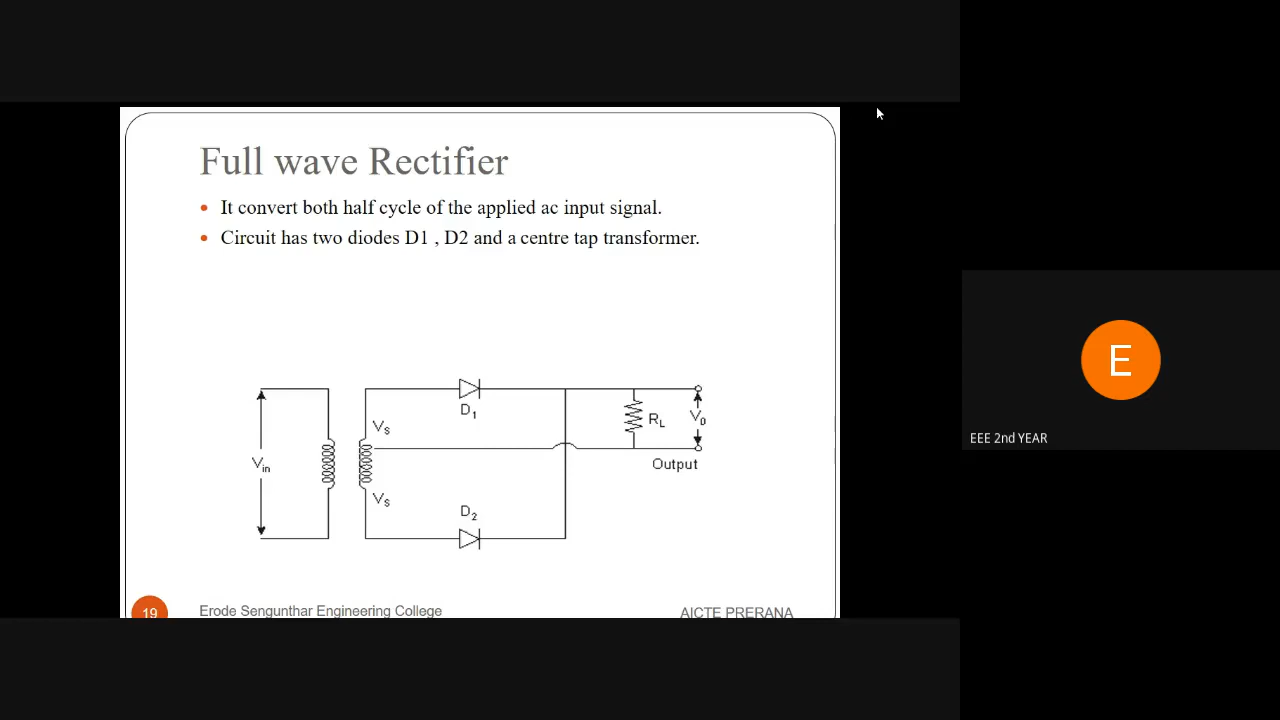 Full wave Rectifier
• It convert both half cycle of the applied ac input signal.
• Circuit has two diodes D1 , D2 and a centre tap transformer.
D1
VS
RL
V0
Vin
Output
VS
D2
E
EEE 2nd YEAR
19
Erode Sengunthar Engineering College
AICTE PRERANA